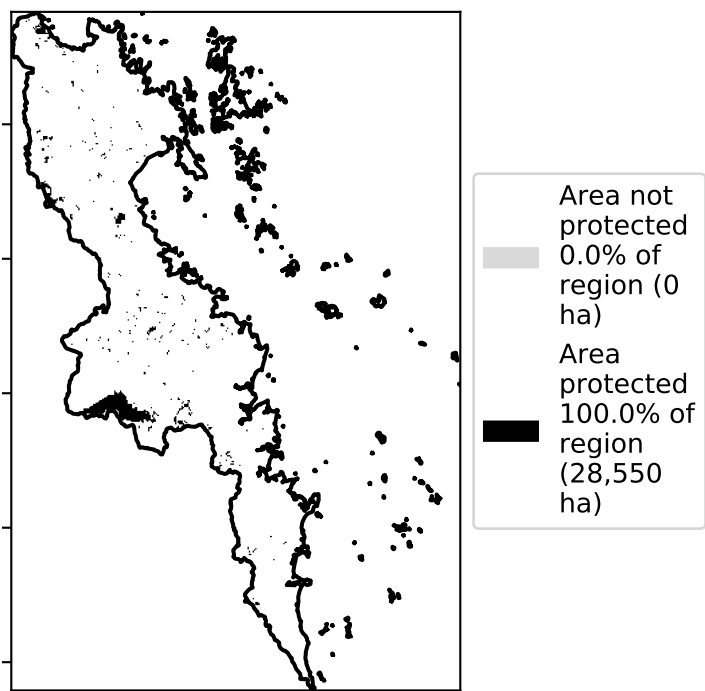 Area not
protected
0.0% of
region (0
ha)
Area
protected
100.0% of
region
(28,550
ha)